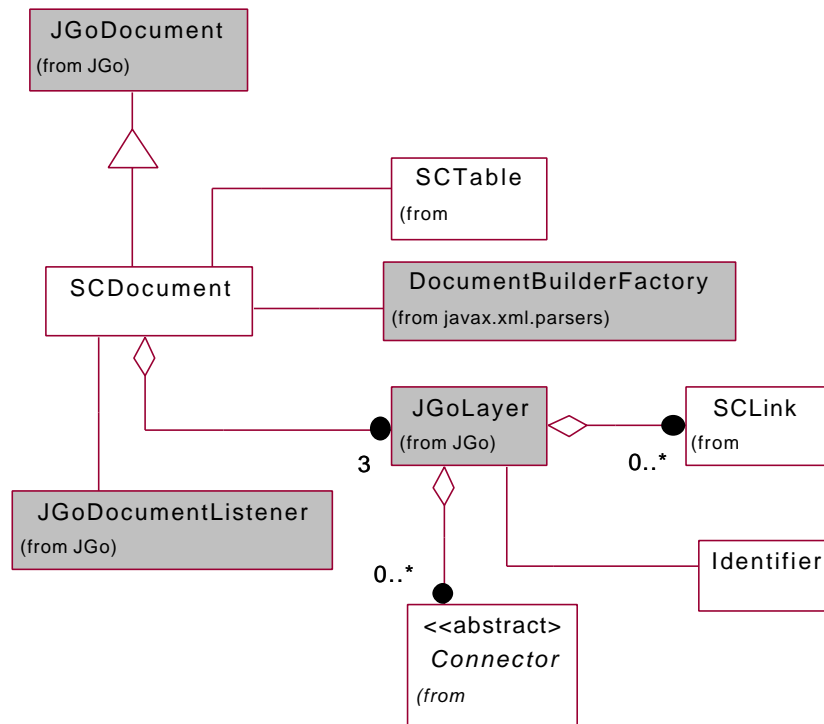 JGoDocument
(from JGo)
SCTable
(from
SCDocument
DocumentBuilderFactory
(from javax.xml.parsers)
JGoLayer
(from JGo)
SCLink
(from
3
0..*
JGoDocumentListener
(from JGo)
Identifier
0..*
<<abstract>
Connector
(from